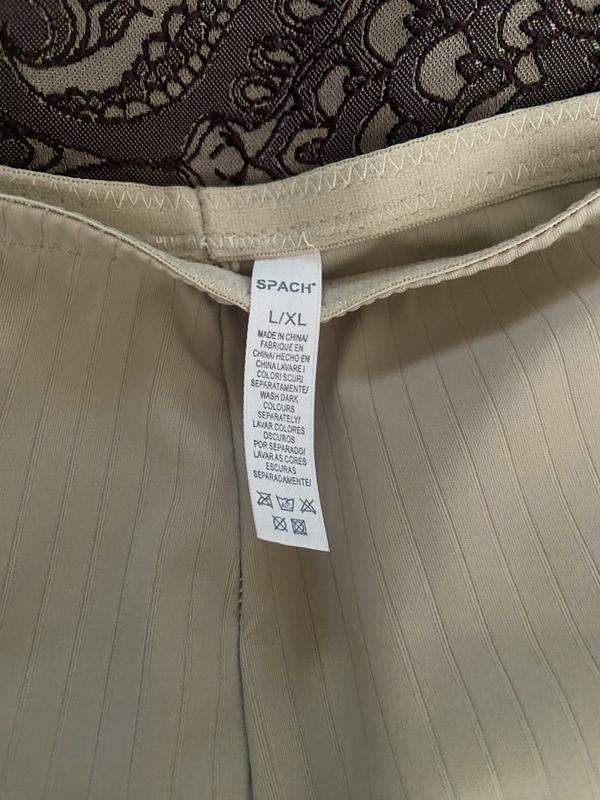 SPACH®
L/XL
MADE IN CHINA/
FABRIQUE EN
CHINA/ HECHO EN
CHINA LAVARE I
COLORI SCURI
SEPARATAMENTE/
WASH DARK
COLOURS
SEPARATELY/
LAVAR COLORES
OSCUROS
POR SEPARADO/
LAVAR AS CORES
ESCURAS
SEPARADAMENTE/